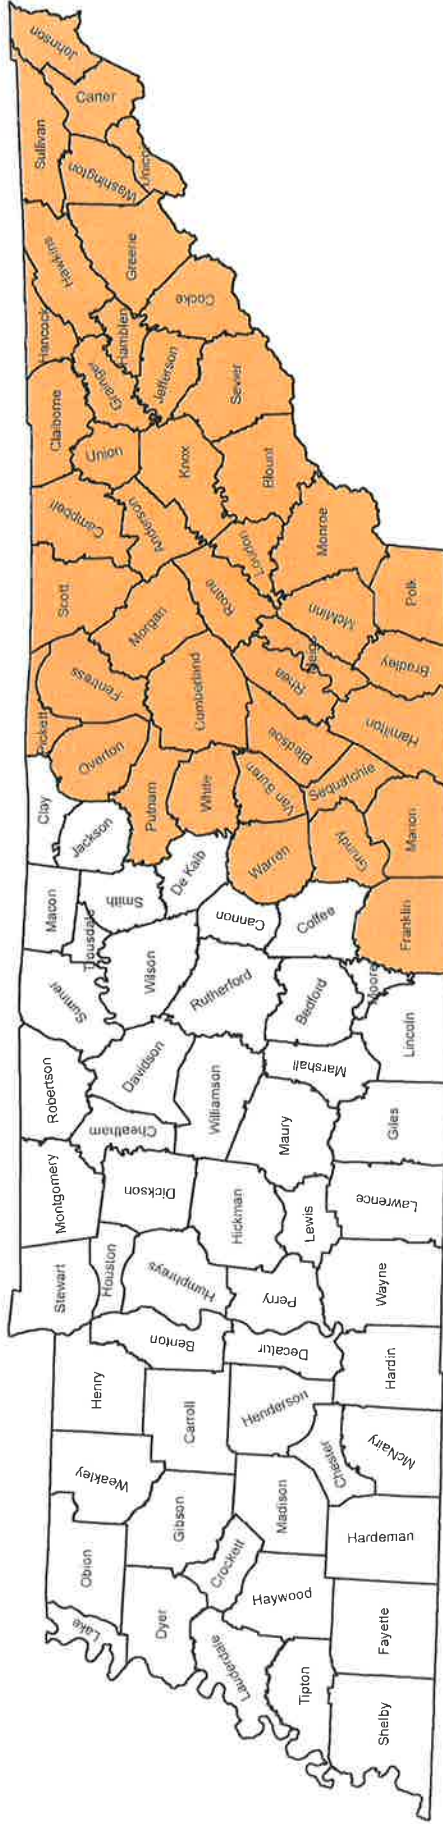 Johnson
Carter
Sullivan
Unicoi
Washington
Greene
Hawkins
Cocke
Hancock
Hamblen
Grainger
Jefferson
Sevier
Claiborne
Union
Knox
Blount
Campbell
Anderson
Loudon
Monroe
Scott
Morgan
Roane
McMinn
Polk
Fentress
Cumberland
Rhea
Meigs
Bradley
Pickett
Overton
Putnam
White
Bledsoe
Hamilton
Van Buren
Sequatchie
Clay
Jackson
De Kalb
Warren
Grundy
Marion
Macon
Smith
Trousdale
Cannon
Coffee
Franklin
Sumner
Wilson
Rutherford
Bedford
Moore
Lincoln
Robertson
Davidson
Cheatham
Williamson
Marshall
Maury
Giles
Montgomery
Dickson
Hickman
Lewis
Lawrence
Stewart
Houston
Humphreys
Perry
Wayne
Benton
Decatur
Hardin
Henry
Carroll
Henderson
Chester
McNairy
Weakley
Gibson
Madison
Hardeman
Obion
Crockett
Haywood
Lake
Dyer
Lauderdale
Tipton
Fayette
Shelby